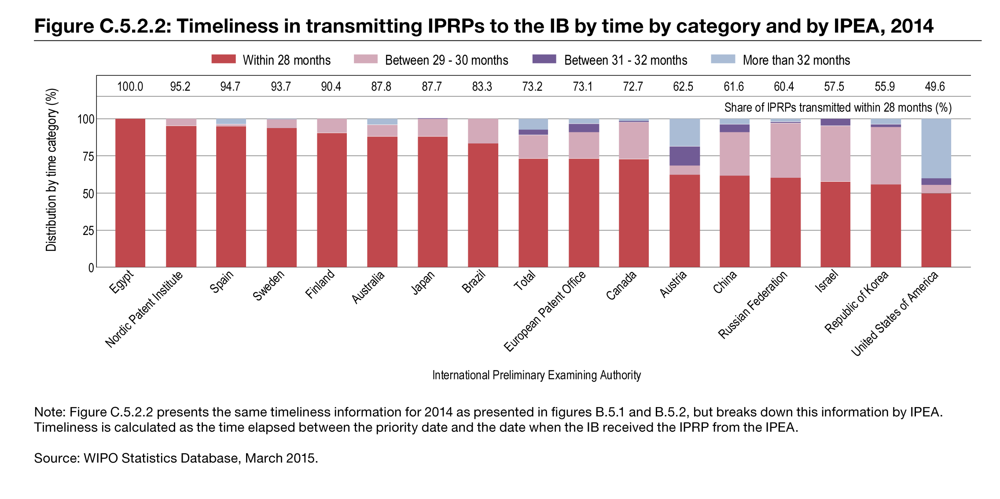 Figure C.5.2.2: Timeliness in transmitting IPRPs to the IB by time by category and by IPEA, 2014
Within 28 months Between 29 - 30 months Between 31 - 32 months More than 32 months
100.0 95.2 94.7 93.7 90.4 87.8 87.7 83.3 73.2 73.1 72.7 62.5 61.6 60.4 57.5 55.9 49.6
Share of IPRPs transmitted within 28 months (%)
Distribution by time category (%)
100
75
50
25
0
Egypt
Nordic Patent Institute
Spain
Sweden
Finland
Australia
Japan
Brazil
Total
European Patent Office
Canada
Austria
China
Russian Federation
Israel
Republic of Korea
United States of America
International Preliminary Examining Authority
Note: Figure C.5.2.2 presents the same timeliness information for 2014 as presented in figures B.5.1 and B.5.2, but breaks down this information by IPEA.
Timeliness is calculated as the time elapsed between the priority date and the date when the IB received the IPRP from the IPEA.
Source: WIPO Statistics Database, March 2015.